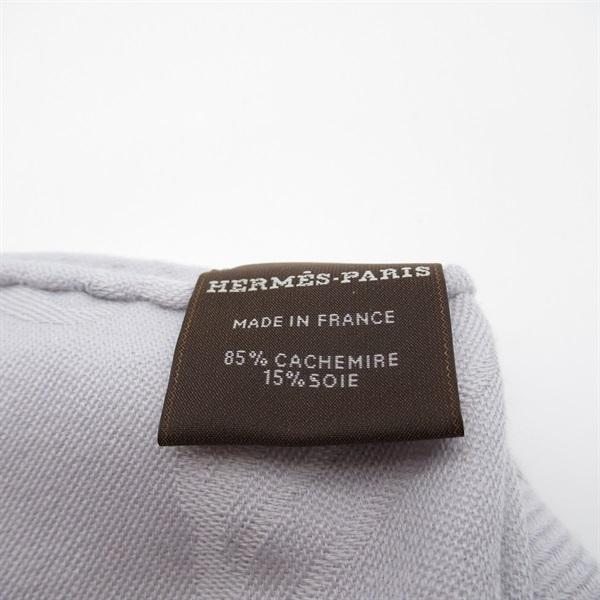 HERMÈS-PARIS
MADE IN FRANCE
85% CACHEMIRE
15% SOIE